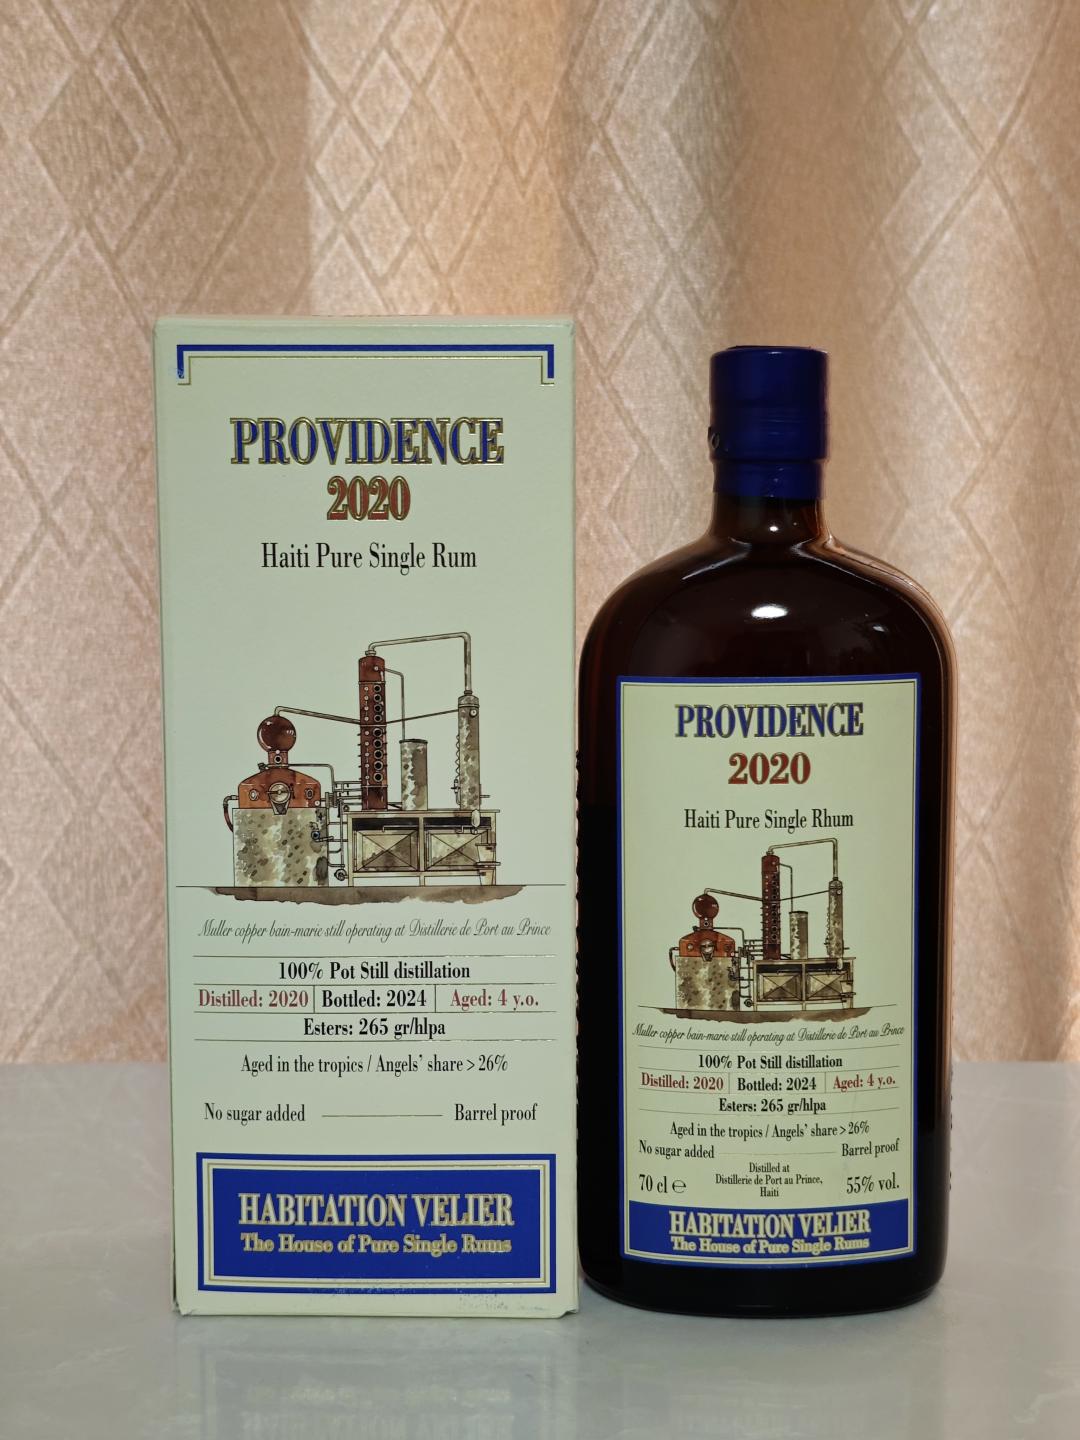 PROVIDENCE
2020
Haiti Pure Single Rum
Muller copper bain-marie still operating at Distillerie de Port au Prince
100% Pot Still distillation
Distilled: 2020 Bottled: 2024 Aged: 4 y.o.
Esters: 265 gr/hlpa
Aged in the tropics / Angels' share > 26%
No sugar added Barrel proof
HABITATION VELIER
The House of Pure Single Rums
PROVIDENCE
2020
Haiti Pure Single Rhum
Muller copper bain-marie still operating at Distillerie de Port au Prince
100% Pot Still distillation
Distilled: 2020 Bottled: 2024 Aged: 4 y.o.
Esters: 265 gr/hlpa
Aged in the tropics / Angels' share > 26%
No sugar added Barrel proof
Distilled at
70 cl ℮ Distillerie de Port au Prince, 55% vol.
Haiti
HABITATION VELIER
The House of Pure Single Rums